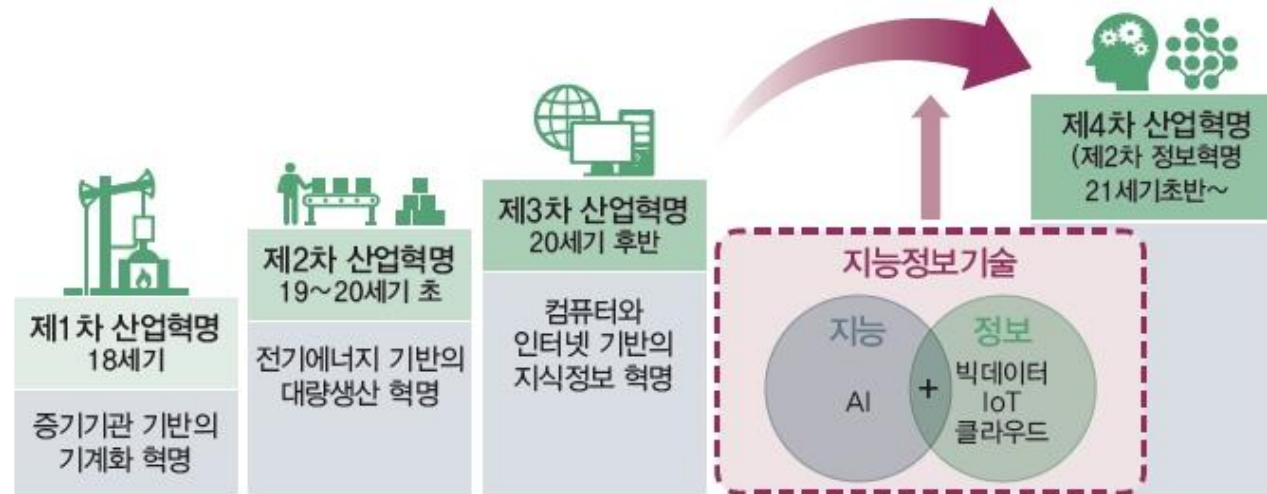 제1차 산업혁명
18세기
증기기관 기반의
기계화 혁명
제2차 산업혁명
19~20세기 초
전기에너지 기반의
대량생산 혁명
제3차 산업혁명
20세기 후반
컴퓨터와
인터넷 기반의
지식정보 혁명
지능정보기술
지능
AI
+
정보
빅데이터
IoT
클라우드
제4차 산업혁명
(제2차 정보혁명
21세기초반~